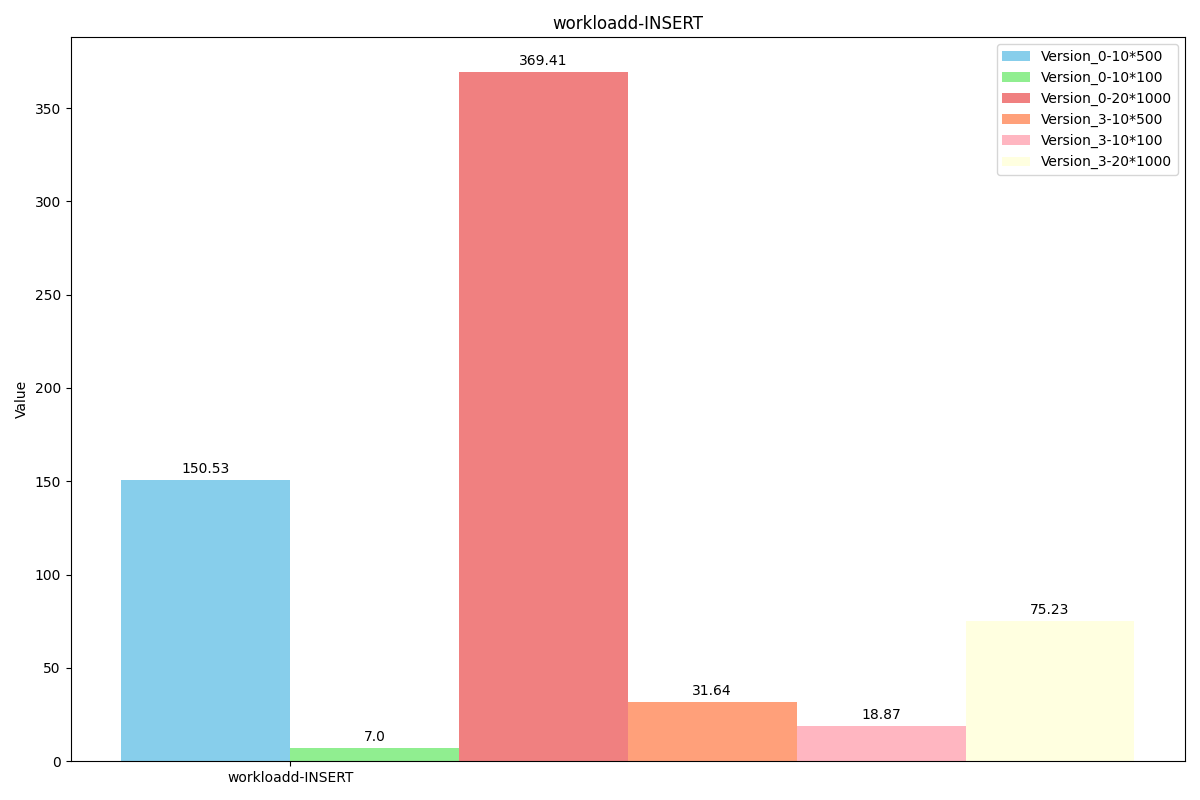 workloadd-INSERT
Version_0-10*500
Version_0-10*100
Version_0-20*1000
Version_3-10*500
Version_3-10*100
Version_3-20*1000
Value
350
300
250
200
150
100
50
0
150.53
7.0
369.41
31.64
18.87
75.23
workloadd-INSERT